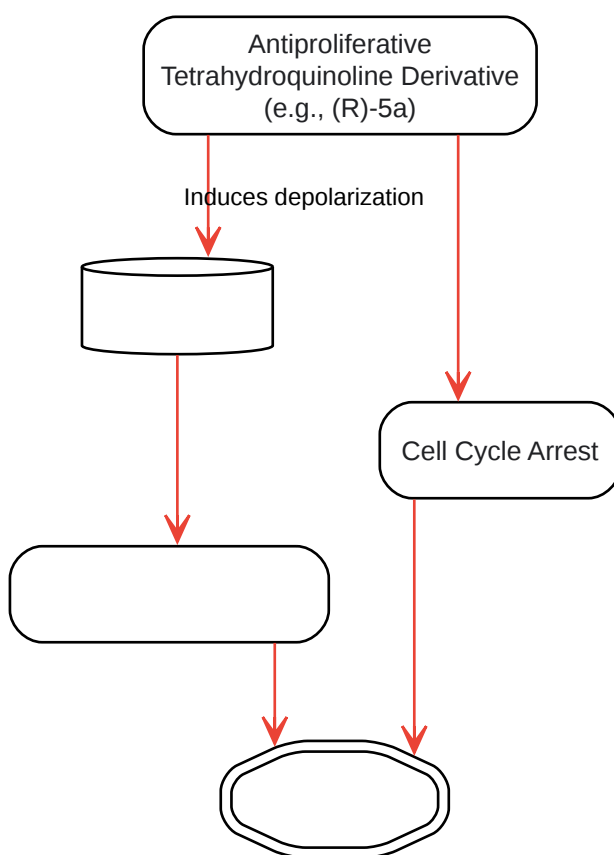 Antiproliferative
Tetrahydroquinoline Derivative
(e.g., (R)-5a)
Induces depolarization
Cell Cycle Arrest